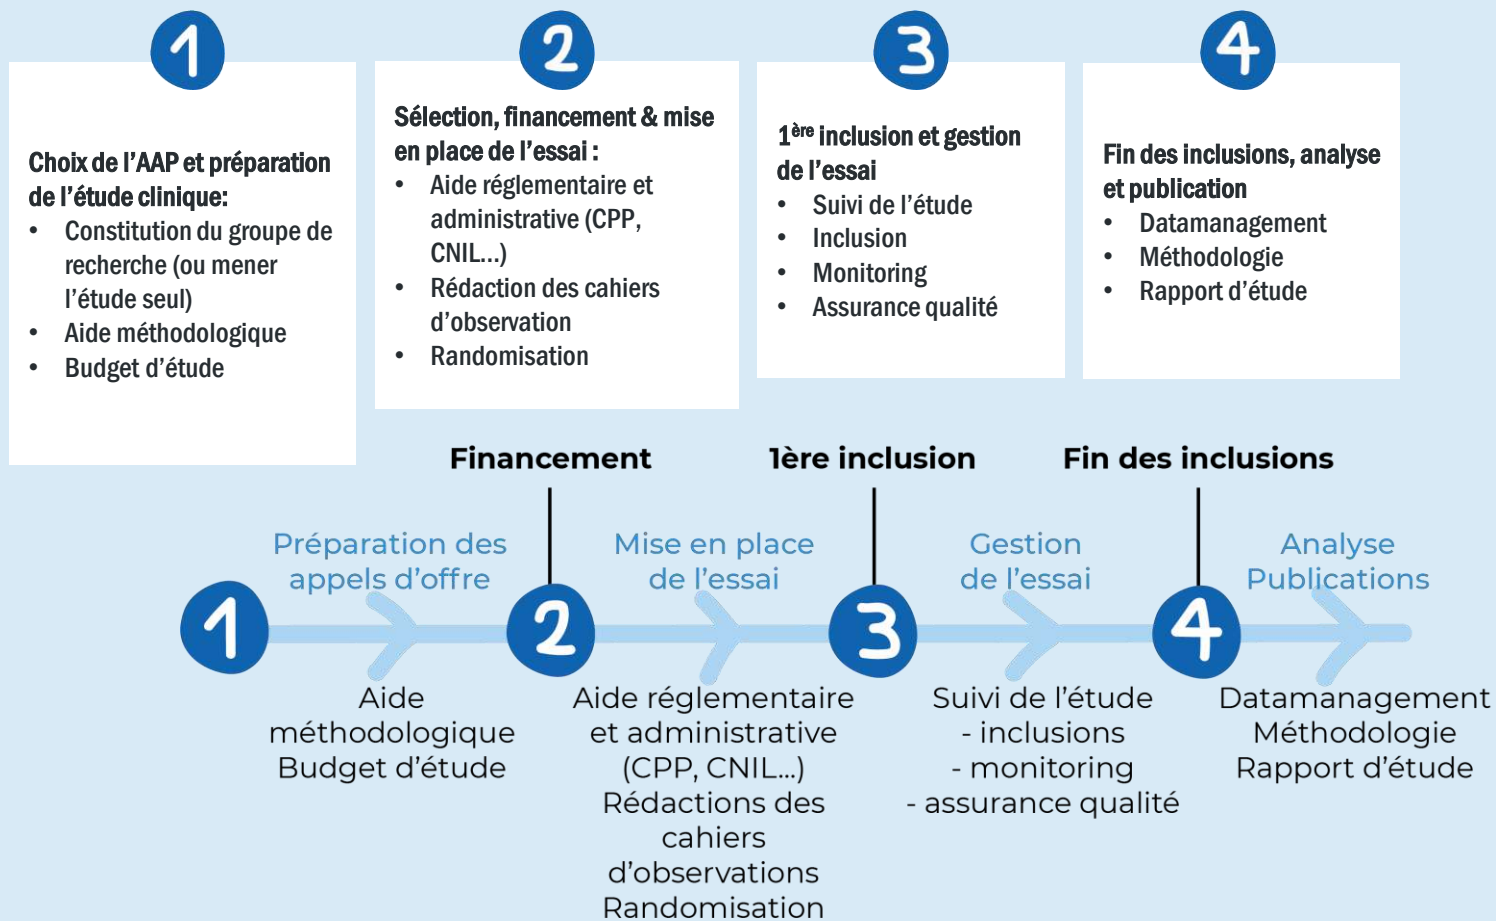 1
Choix de l’AAP et préparation
de l’étude clinique:
• Constitution du groupe de
recherche (ou mener
l’étude seul)
• Aide méthodologique
• Budget d’étude
2
Sélection, financement & mise
en place de l’essai :
• Aide réglementaire et
administrative (CPP,
CNIL...)
• Rédaction des cahiers
d’observation
• Randomisation
3
1ère inclusion et gestion
de l’essai
• Suivi de l’étude
• Inclusion
• Monitoring
• Assurance qualité
4
Fin des inclusions, analyse
et publication
• Datamanagement
• Méthodologie
• Rapport d’étude
Financement
1ère inclusion
Fin des inclusions
Préparation des
appels d’offre
Mise en place
de l’essai
Gestion
de l’essai
Analyse
Publications
1
2
3
4
Aide
méthodologique
Budget d’étude
Aide réglementaire
et administrative
(CPP, CNIL...)
Rédactions des
cahiers
d’observations
Randomisation
Suivi de l’étude
- inclusions
- monitoring
- assurance qualité
Datamanagement
Méthodologie
Rapport d’étude